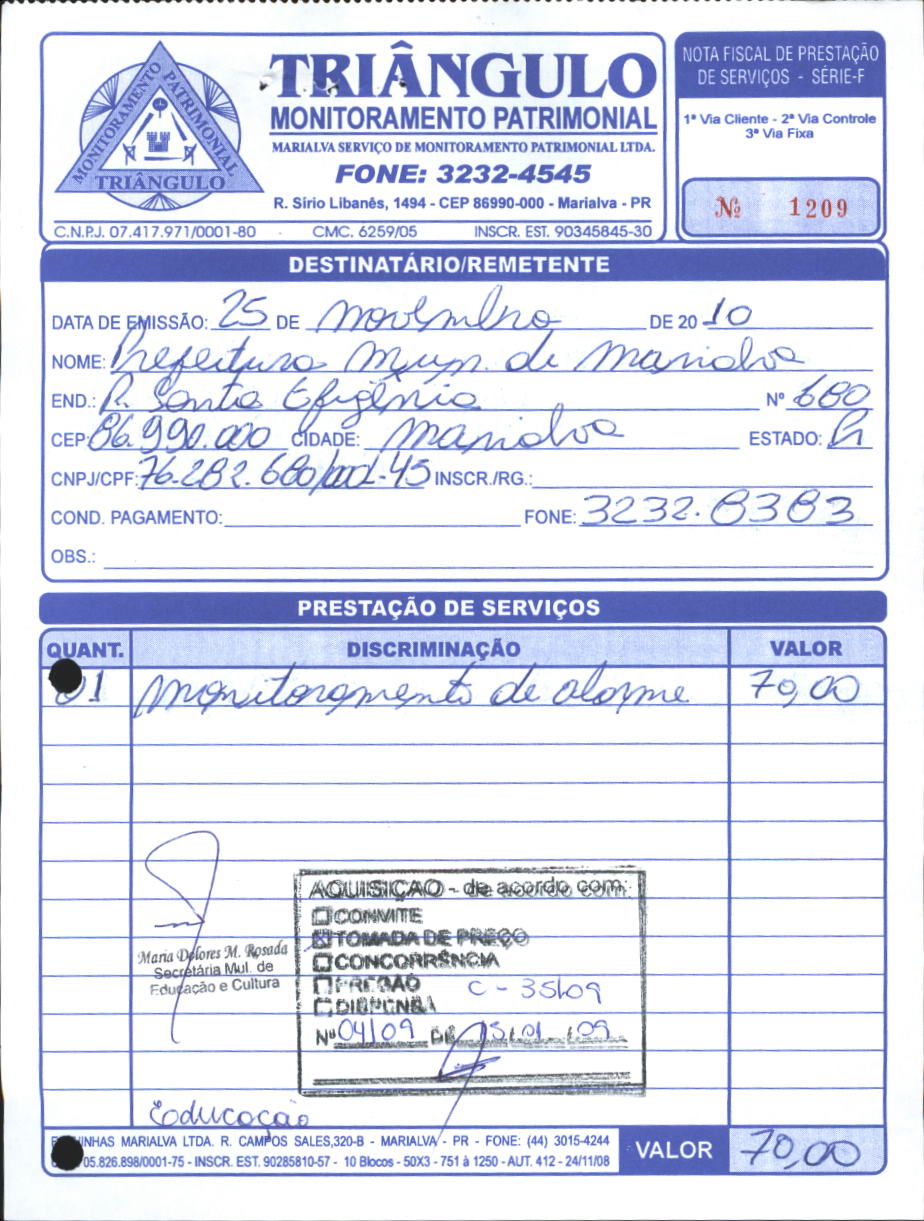 MONITORAMENTO PATRIMONIAL
TRIÂNGULO
TRIÂNGULO
MONITORAMENTO PATRIMONIAL
MARIALVA SERVIÇO DE MONITORAMENTO PATRIMONIAL LTDA.
FONE: 3232-4545
R. Sírio Libanês, 1494 - CEP 86990-000 - Marialva - PR
C.N.P.J. 07.417.971/0001-80 CMC. 6259/05 INSCR. EST. 90345845-30
NOTA FISCAL DE PRESTAÇÃO
DE SERVIÇOS - SÉRIE-F
1ª Via Cliente - 2ª Via Controle
3ª Via Fixa
Nº 1209
DESTINATÁRIO/REMETENTE
DATA DE EMISSÃO: 25 DE novembro DE 20 10
NOME: Prefeitura Mun. de Marialva
END.: R. Santa Efigênia Nº 680
CEP: 86.990.000 CIDADE: Marialva ESTADO: Pr
CNPJ/CPF: 76.282.680/001-45 INSCR./RG.:
COND. PAGAMENTO: FONE: 3232.8383
OBS.:
PRESTAÇÃO DE SERVIÇOS
QUANT. DISCRIMINAÇÃO VALOR
01 Monitoramento de alarme 70,00
Maria Dolores M. Rosada
Secretária Mul. de
Educação e Cultura
AQUISIÇÃO - de acordo com:
CONVITE
TOMADA DE PREÇO
CONCORRÊNCIA
PREGÃO C - 35/09
DISPENSA
Nº 04/09 DE 15/01/09
Educação
MARIALVA LTDA. R. CAMPOS SALES,320-B - MARIALVA - PR - FONE: (44) 3015-4244
05.826.898/0001-75 - INSCR. EST. 90285810-57 - 10 Blocos - 50X3 - 751 à 1250 - AUT. 412 - 24/11/08
VALOR 70,00